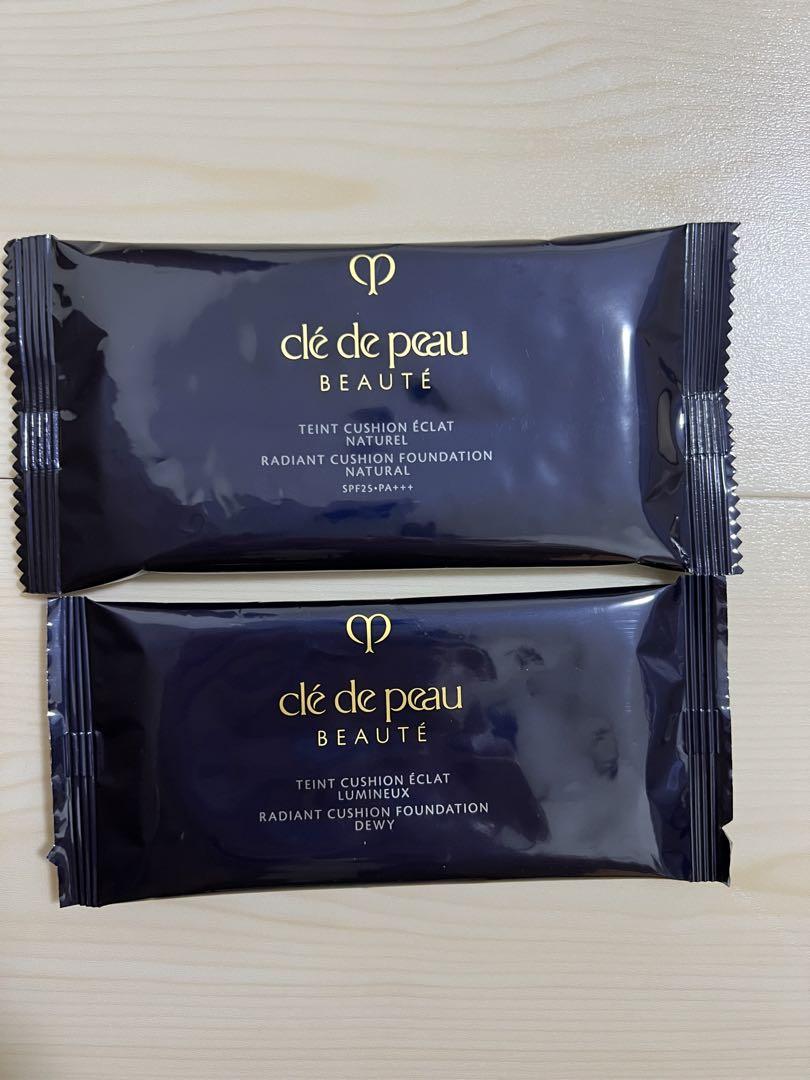 clé de peau
BEAUTÉ
TEINT CUSHION ÉCLAT
NATUREL
RADIANT CUSHION FOUNDATION
NATURAL
SPF25•PA+++
clé de peau
BEAUTÉ
TEINT CUSHION ÉCLAT
LUMINEUX
RADIANT CUSHION FOUNDATION
DEWY